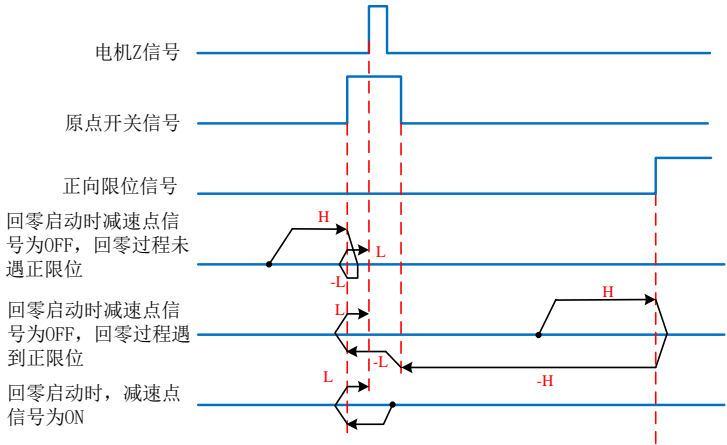 电机Z信号
原点开关信号
正向限位信号
回零启动时减速点信
号为OFF，回零过程未
遇正限位
H
L
-L
回零启动时减速点信
号为OFF，回零过程遇
到正限位
L
H
-L
-H
回零启动时，减速点
信号为ON
L